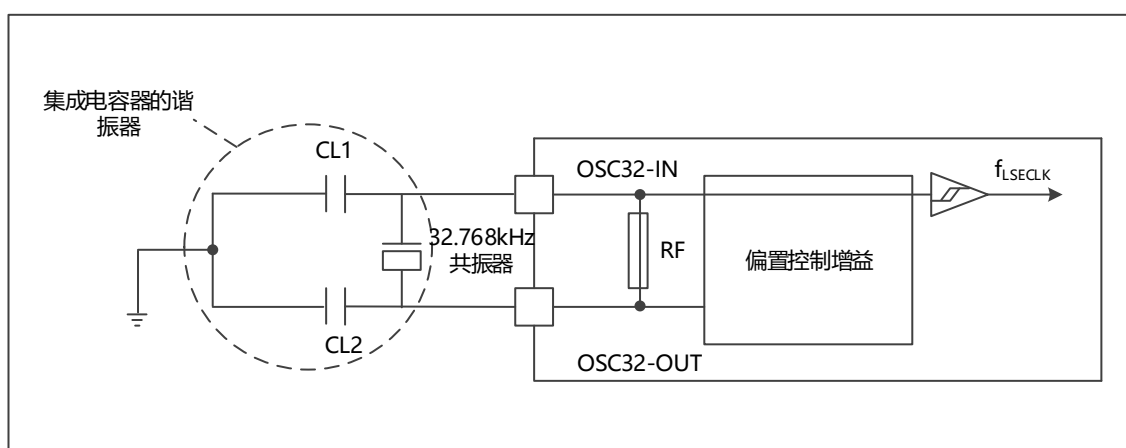 集成电容器的谐
振器
CL1
OSC32-IN
fLSECLK
32.768kHz
共振器
RF
偏置控制增益
CL2
OSC32-OUT